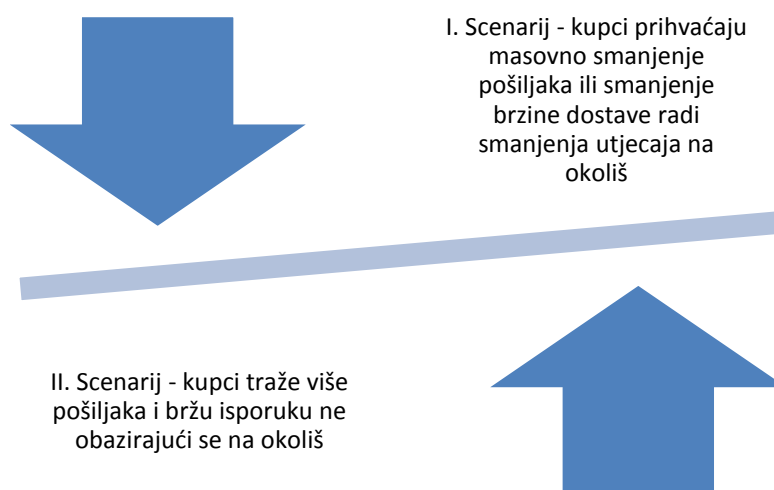 I. Scenarij - kupci prihvaćaju
masovno smanjenje
pošiljaka ili smanjenje
brzine dostave radi
smanjenja utjecaja na
okoliš
II. Scenarij - kupci traže više
pošiljaka i bržu isporuku ne
obazirajući se na okoliš